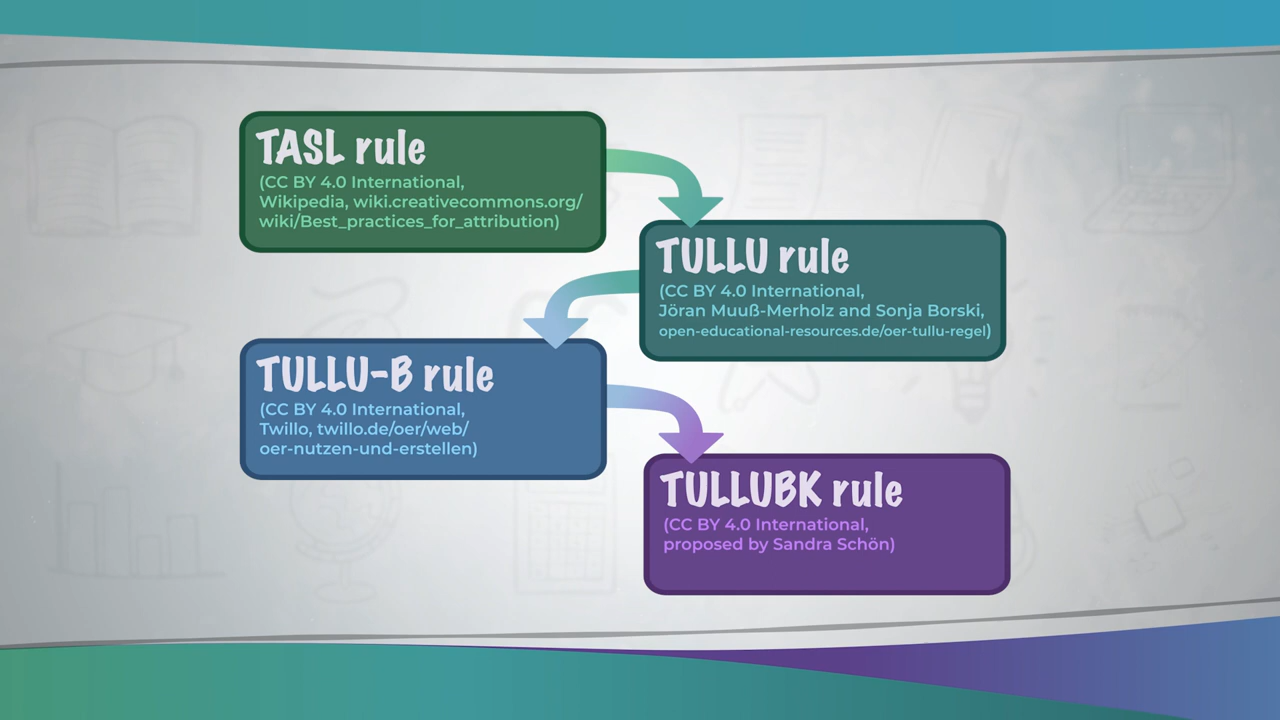 TASL rule
(CC BY 4.0 International,
Wikipedia, wiki.creativecommons.org/
wiki/Best_practices_for_attribution)
TULLU rule
(CC BY 4.0 International,
Jöran Muuß-Merholz and Sonja Borski,
open-educational-resources.de/oer-tullu-regel)
TULLU-B rule
(CC BY 4.0 International,
Twillo, twillo.de/oer/web/
oer-nutzen-und-erstellen)
TULLUBK rule
(CC BY 4.0 International,
proposed by Sandra Schön)